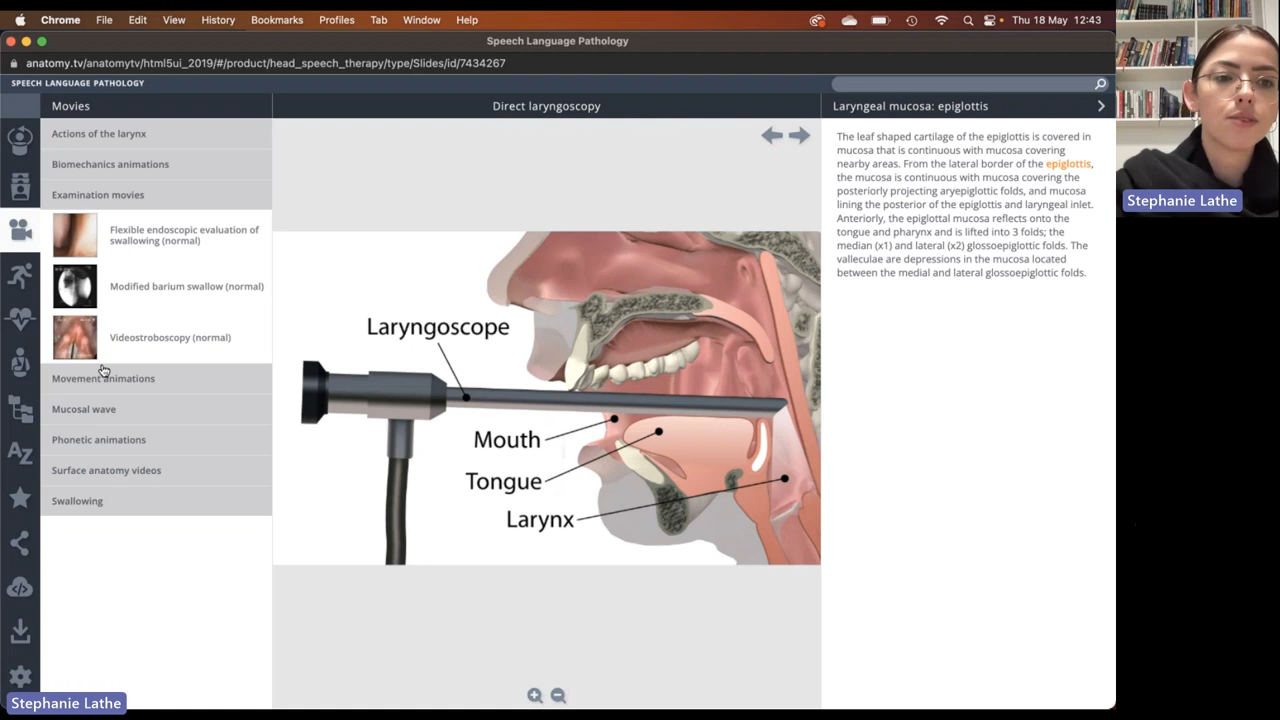 Chrome File Edit View History Bookmarks Profiles Tab Window Help Thu 18 May 12:43
Speech Language Pathology
anatomy.tv/anatomytv/html5ui_2019/#/product/head_speech_therapy/type/Slides/id/7434267
SPEECH LANGUAGE PATHOLOGY
Movies
Actions of the larynx
Biomechanics animations
Examination movies
Flexible endoscopic evaluation of
swallowing (normal)
Modified barium swallow (normal)
Videostroboscopy (normal)
Movement animations
Mucosal wave
Phonetic animations
Surface anatomy videos
Swallowing
AZ
Direct laryngoscopy
Laryngoscope
Mouth
Tongue
Larynx
Laryngeal mucosa: epiglottis
The leaf shaped cartilage of the epiglottis is covered in
mucosa that is continuous with mucosa covering
nearby areas. From the lateral border of the epiglottis,
the mucosa is continuous with mucosa covering the
posteriorly projecting aryepiglottic folds, and mucosa
lining the posterior of the epiglottis and laryngeal inlet.
Anteriorly, the epiglottal mucosa reflects onto the
tongue and pharynx and is lifted into 3 folds; the
median (x1) and lateral (x2) glossoepiglottic folds. The
valleculae are depressions in the mucosa located
between the medial and lateral glossoepiglottic folds.
Stephanie Lathe
Stephanie Lathe